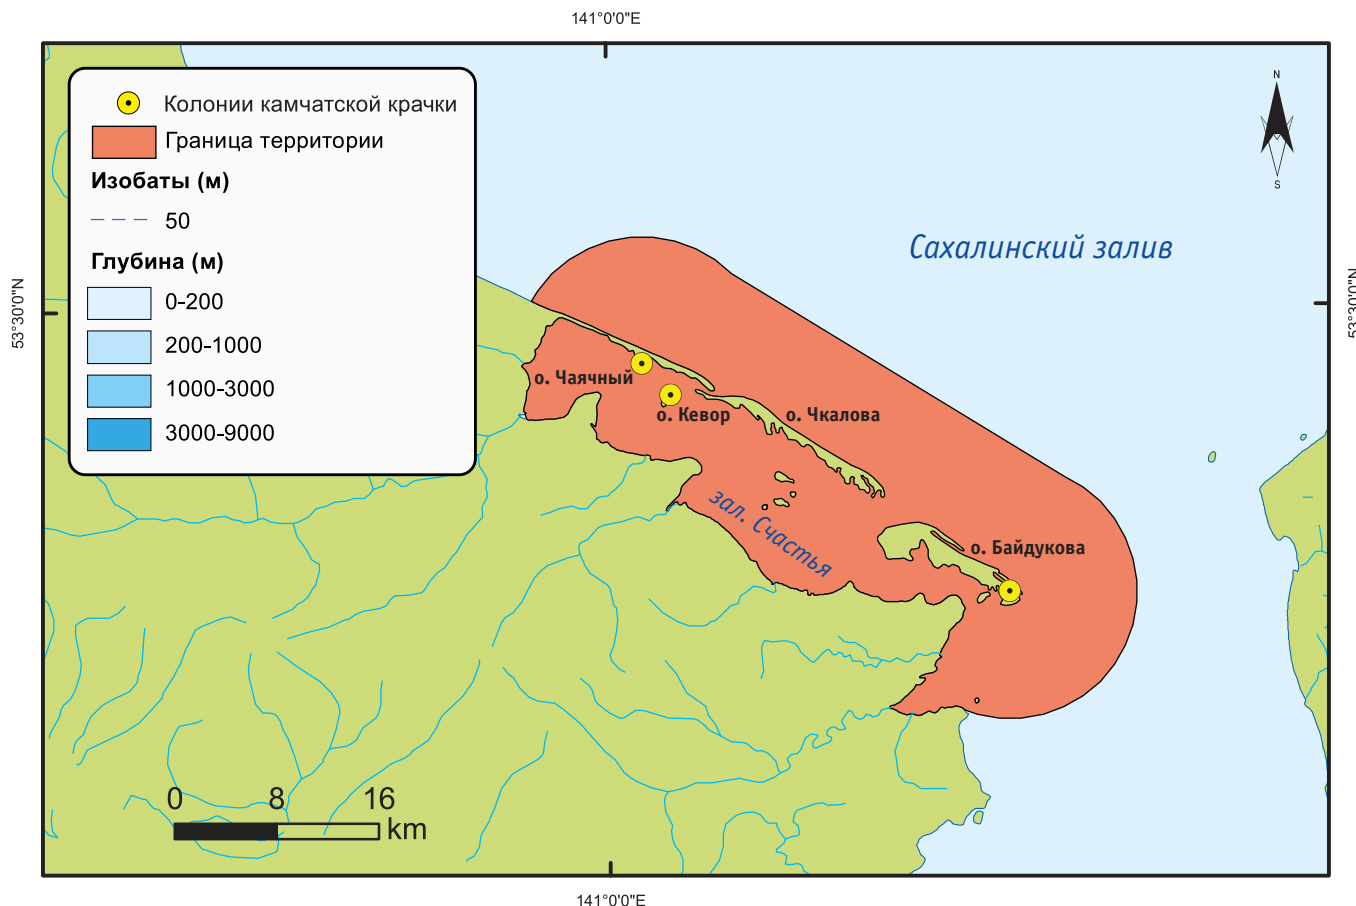 141°0'0"E
N
S
Колонии камчатской крачки
Граница территории
Изобаты (м)
50
Глубина (м)
0-200
200-1000
1000-3000
3000-9000
Сахалинский залив
53°30'0"N
53°30'0"N
о. Чаячный
о. Кевор
о. Чкалова
зал. Счастья
о. Байдукова
0 8 16
km
141°0'0"E